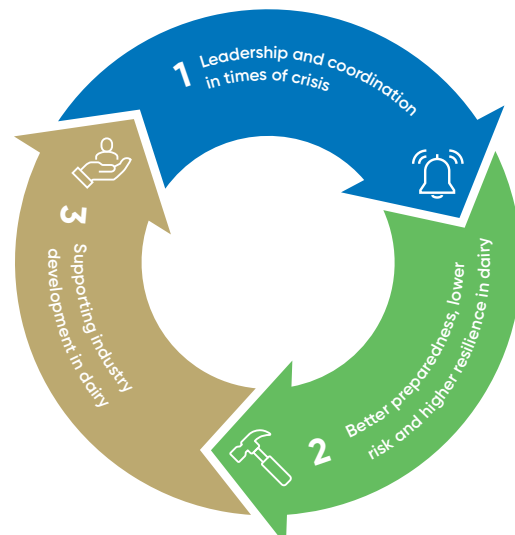 1
Leadership and coordination
in times of crisis
2
Better preparedness, lower
risk and higher resilience in dairy
3
Supporting industry
development in dairy